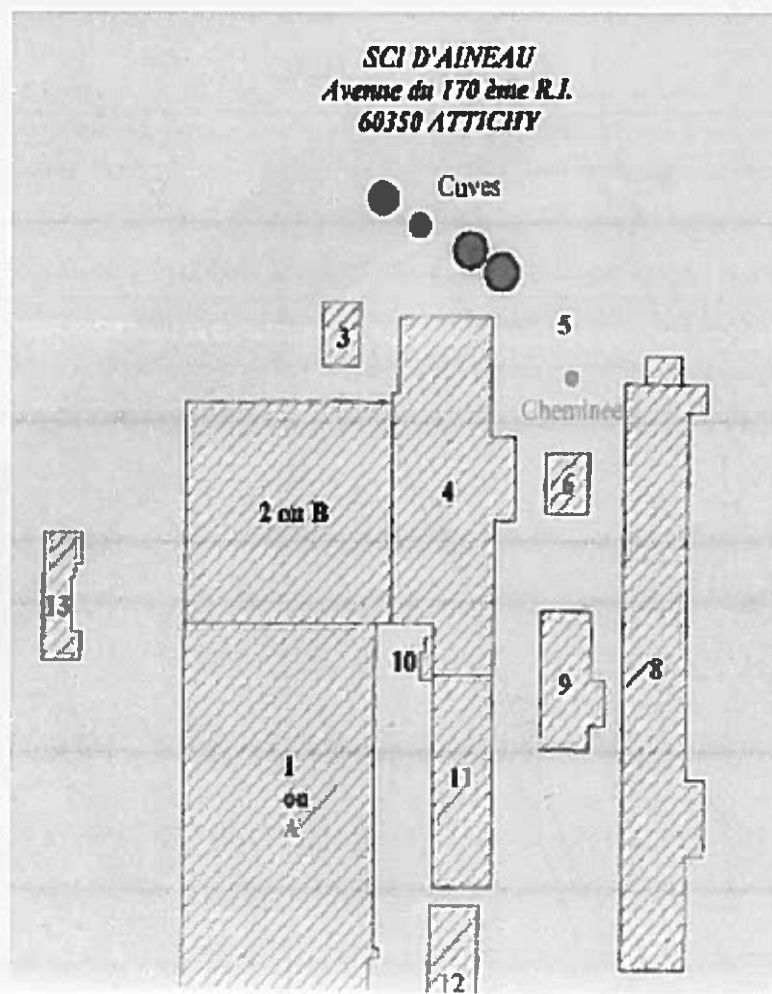 SCI D'AINEAU
Avenue du 170 ème R.I.
60350 ATTICHY
Cuves
3
5
Cheminée
2 ou B
4
6
13
10
9
8
1
ou
A
11
12